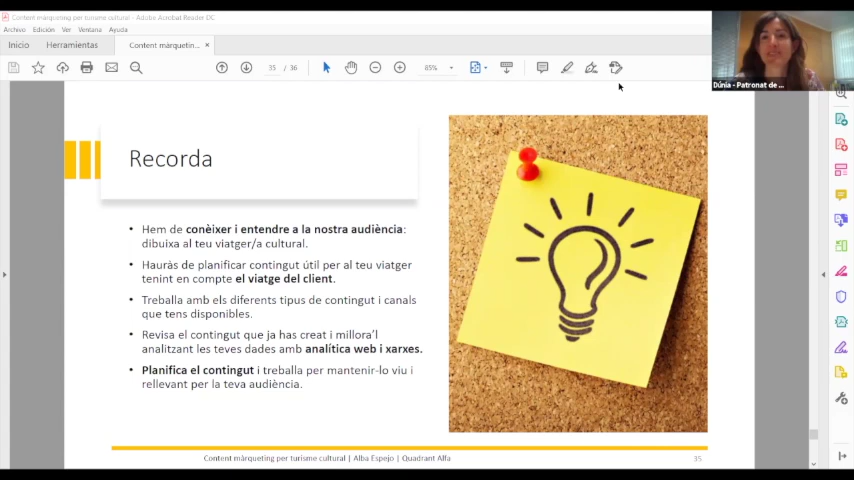 Content màrqueting per turisme cultural - Adobe Acrobat Reader DC
Archivo Edición Ver Ventana Ayuda
Inicio Herramientas Content màrquetin... ×
35 / 36 85%
Dúnia - Patronat de ...
Recorda
• Hem de conèixer i entendre a la nostra audiència:
dibuixa al teu viatger/a cultural.
• Hauràs de planificar contingut útil per al teu viatger
tenint en compte el viatge del client.
• Treballa amb els diferents tipus de contingut i canals
que tens disponibles.
• Revisa el contingut que ja has creat i millora’l
analitzant les teves dades amb analítica web i xarxes.
• Planifica el contingut i treballa per mantenir-lo viu i
rellevant per la teva audiència.
Content màrqueting per turisme cultural | Alba Espejo | Quadrant Alfa 35